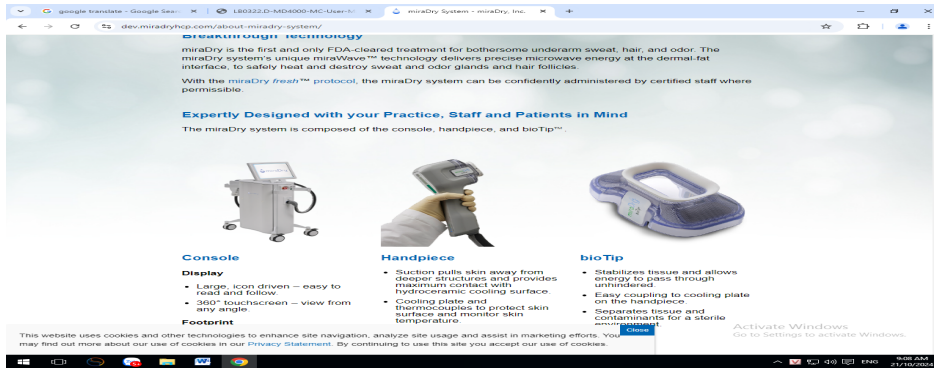 google translate - Google Sear
LB0322.D-MD4000-MC-User-M
miraDry System - miraDry, Inc.
dev.miradryhcp.com/about-miradry-system/
Breakthrough Technology
miraDry is the first and only FDA-cleared treatment for bothersome underarm sweat, hair, and odor. The
miraDry system's unique miraWave™ technology delivers precise microwave energy at the dermal-fat
interface, to safely heat and destroy sweat and odor glands and hair follicles.
With the miraDry fresh™ protocol, the miraDry system can be confidently administered by certified staff where
permissible.
Expertly Designed with your Practice, Staff and Patients in Mind
The miraDry system is composed of the console, handpiece, and bioTip™.
Console
Display
• Large, icon driven – easy to
read and follow.
• 360° touchscreen – view from
any angle.
Footprint
Handpiece
• Suction pulls skin away from
deeper structures and provides
maximum contact with
hydroceramic cooling surface.
• Cooling plate and
thermocouples to protect skin
surface and monitor skin
temperature.
bioTip
• Stabilizes tissue and allows
energy to pass through
unhindered.
• Easy coupling to cooling plate
on the handpiece.
• Separates tissue and
contaminants for a sterile
environment.
Close
This website uses cookies and other technologies to enhance site navigation, analyze site usage and assist in marketing efforts. You
may find out more about our use of cookies in our Privacy Statement. By continuing to use this site you accept our use of cookies.
Activate Windows
Go to Settings to activate Windows.
ENG
9:08 AM
21/10/2024